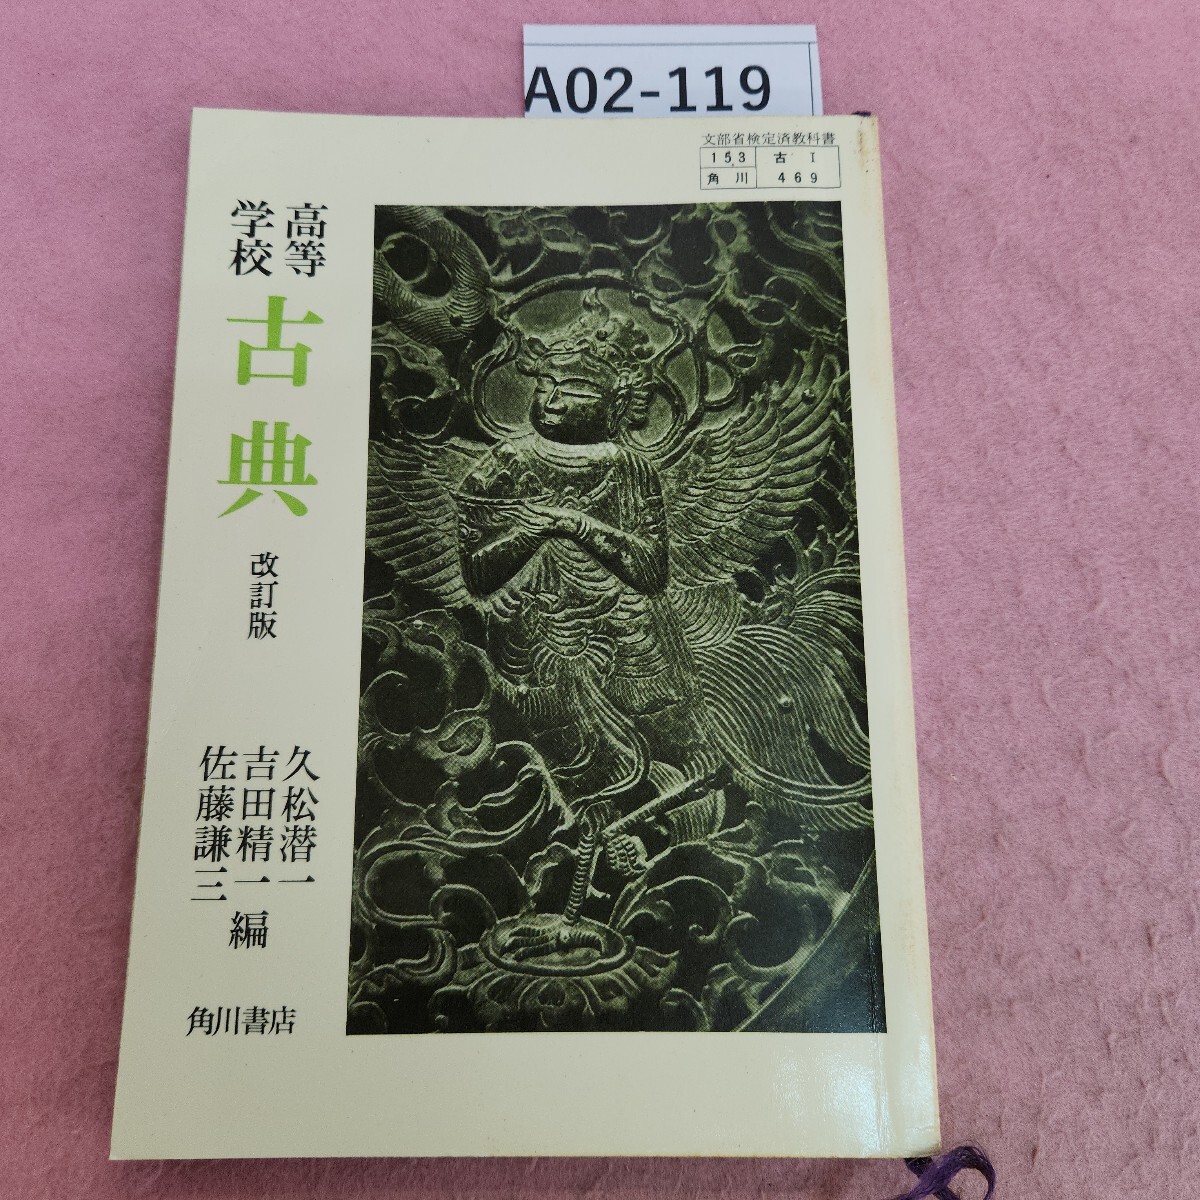 A02-119
文部省検定済教科書
153 古I
角川 469
高等
学校
古典
改訂版
久松潜一
吉田精一
佐藤謙三
編
角川書店